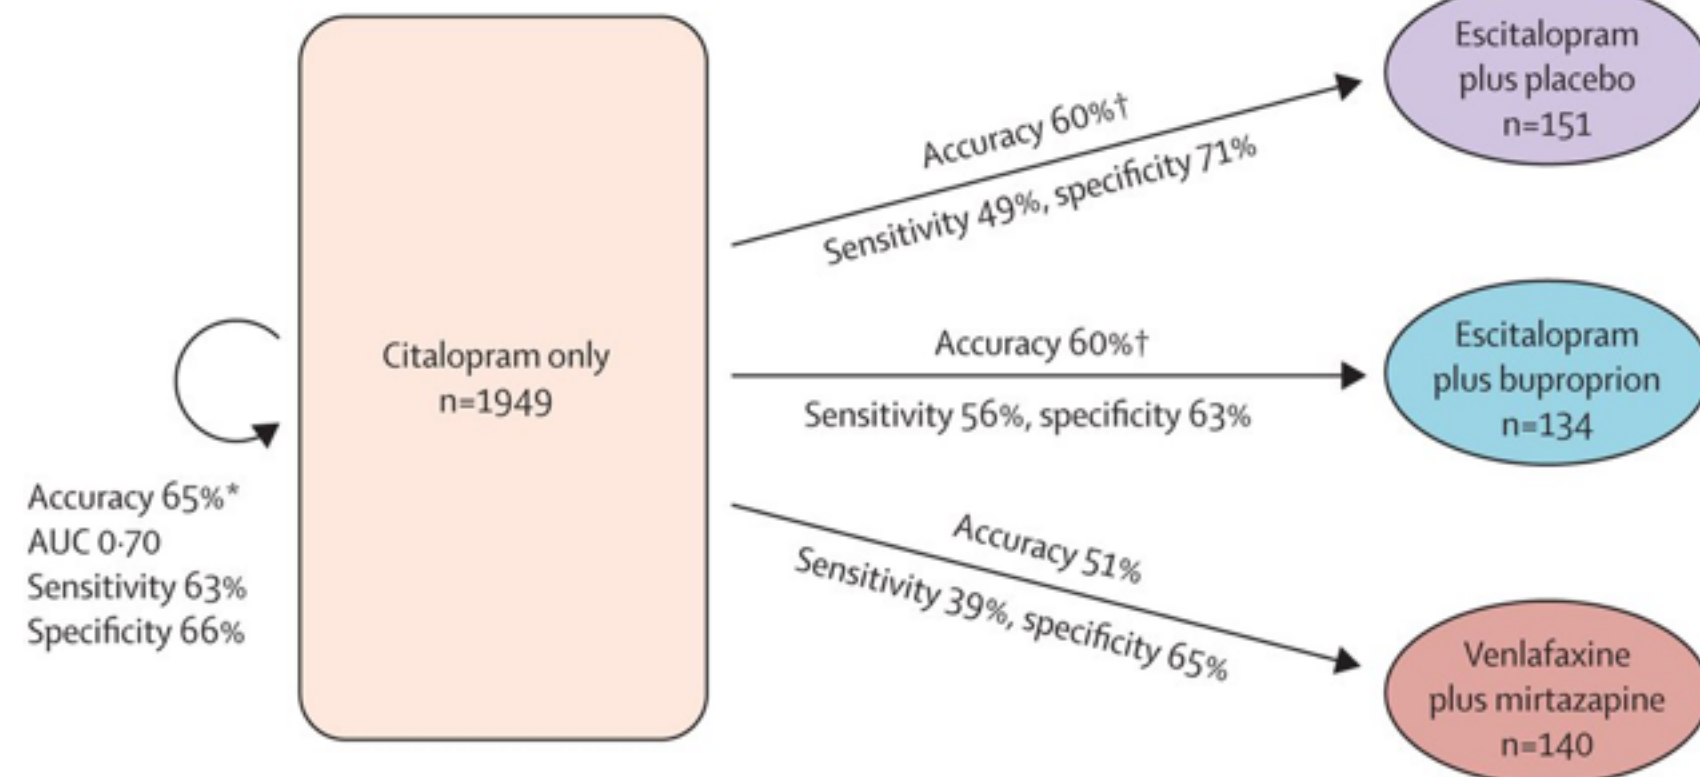 Citalopram only
n=1949
Accuracy 65%*
AUC 0·70
Sensitivity 63%
Specificity 66%
Accuracy 60%†
Sensitivity 49%, specificity 71%
Escitalopram
plus placebo
n=151
Accuracy 60%†
Sensitivity 56%, specificity 63%
Escitalopram
plus buproprion
n=134
Accuracy 51%
Sensitivity 39%, specificity 65%
Venlafaxine
plus mirtazapine
n=140